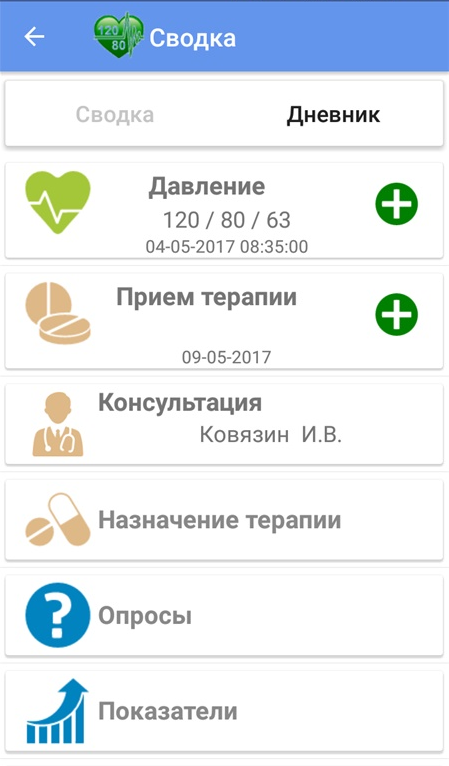 120
80
Сводка
Сводка Дневник
Давление
120 / 80 / 63
04-05-2017 08:35:00
Прием терапии
09-05-2017
Консультация
Ковязин И.В.
Назначение терапии
?
Опросы
Показатели